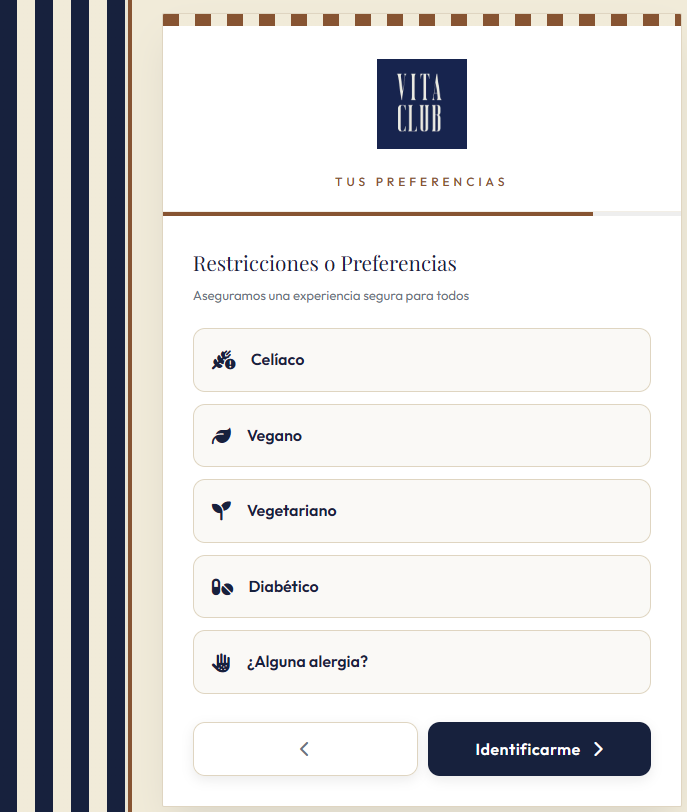 VITA
CLUB
TUS PREFERENCIAS
Restricciones o Preferencias
Aseguramos una experiencia segura para todos
Celíaco
Vegano
Vegetariano
Diabético
¿Alguna alergia?
Identificarme